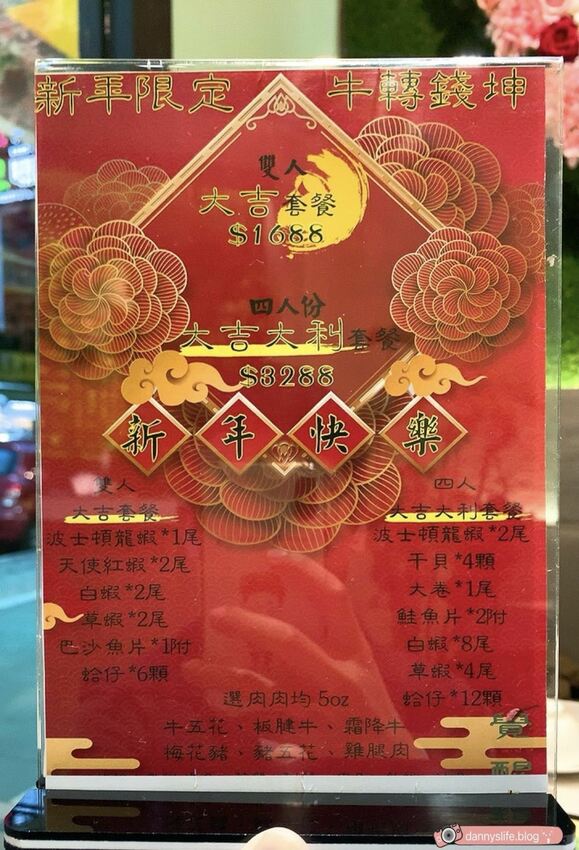 新年限定 牛轉錢坤
雙人
大吉套餐
$1688
四人份
大吉大利套餐
$3288
新年快樂
雙人
大吉套餐
波士頓龍蝦*1尾
天使紅蝦*2尾
白蝦*2尾
草蝦*2尾
巴沙魚片*1附
蛤仔*6顆
四人
大吉大利套餐
波士頓龍蝦*2尾
干貝*4顆
大卷*1尾
鮭魚片*2附
白蝦*8尾
草蝦*4尾
蛤仔*12顆
選肉肉均5oz
牛五花、板腱牛、霜降牛
梅花豬、豬五花、雞腿肉
dannyslife.blog